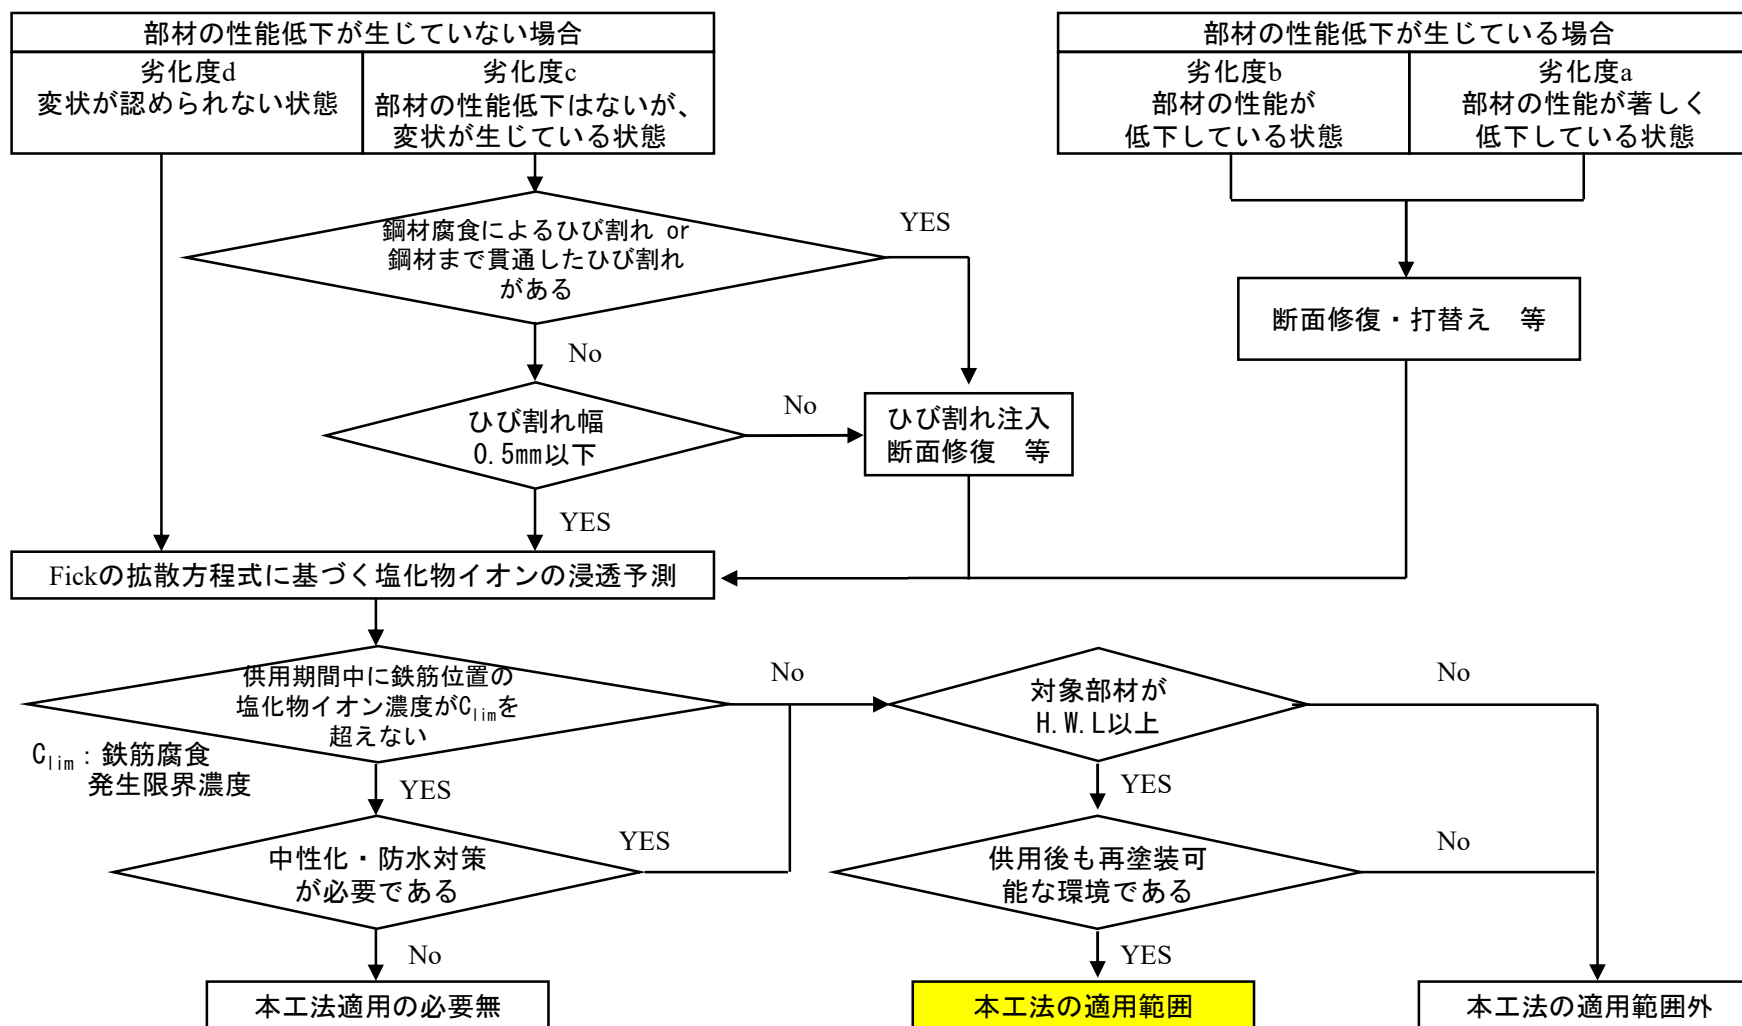 部材の性能低下が生じていない場合
劣化度d
変状が認められない状態
劣化度c
部材の性能低下はないが、
変状が生じている状態
部材の性能低下が生じている場合
劣化度b
部材の性能が
低下している状態
劣化度a
部材の性能が著しく
低下している状態
鋼材腐食によるひび割れ or
鋼材まで貫通したひび割れ
がある
YES
No
断面修復・打替え　等
ひび割れ幅
0.5mm以下
No
ひび割れ注入
断面修復　等
YES
Fickの拡散方程式に基づく塩化物イオンの浸透予測
供用期間中に鉄筋位置の
塩化物イオン濃度がClimを
超えない
No
対象部材が
H.W.L以上
No
Clim：鉄筋腐食
発生限界濃度
YES
YES
中性化・防水対策
が必要である
YES
供用後も再塗装可
能な環境である
No
No
YES
本工法適用の必要無
本工法の適用範囲
本工法の適用範囲外